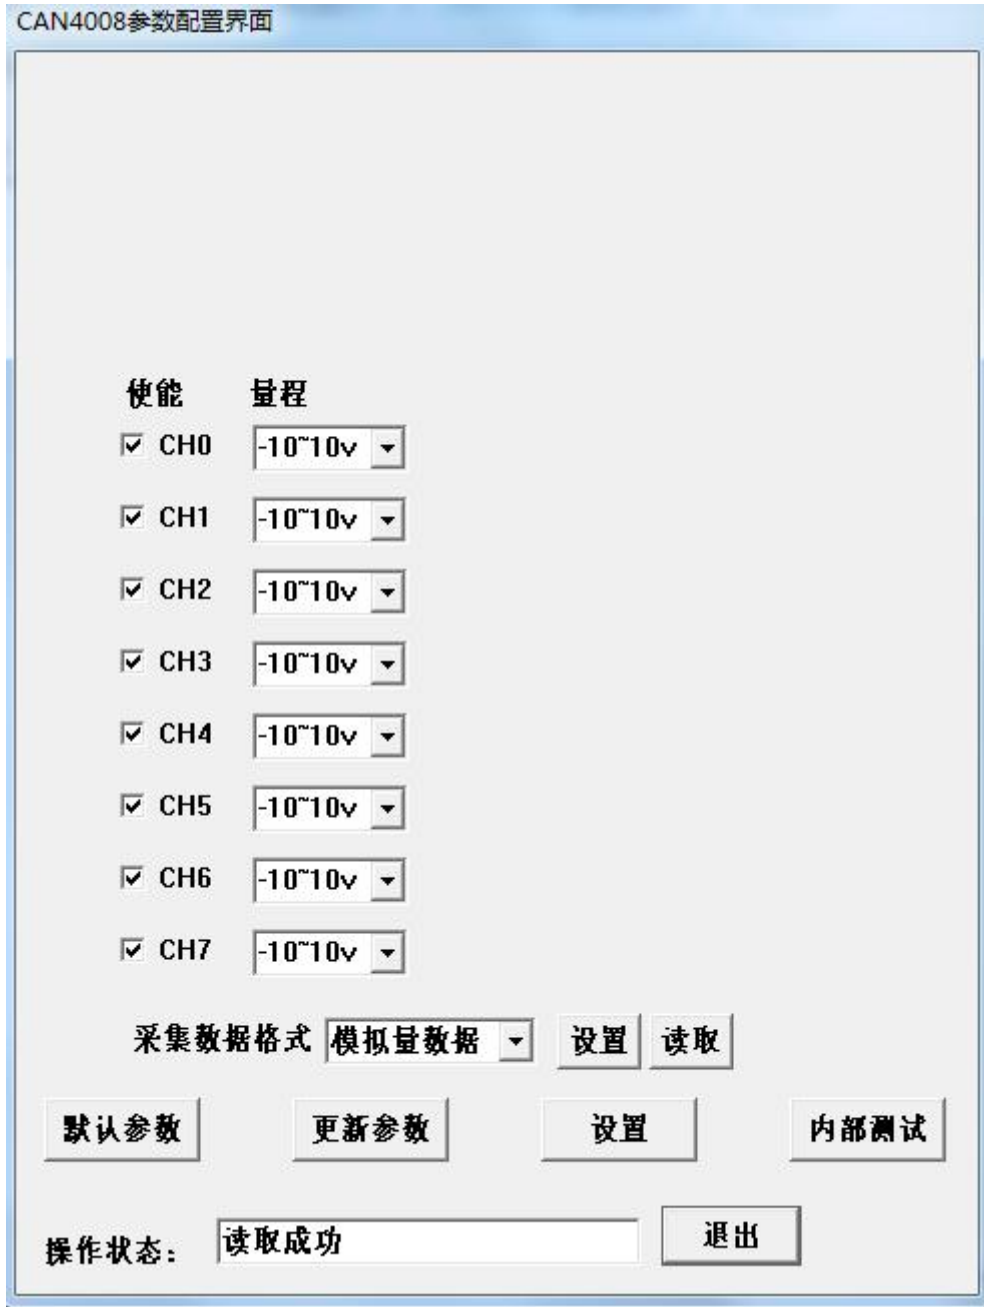 CAN4008参数配置界面
使能 量程
CH0 -10~10v
CH1 -10~10v
CH2 -10~10v
CH3 -10~10v
CH4 -10~10v
CH5 -10~10v
CH6 -10~10v
CH7 -10~10v
采集数据格式 模拟量数据 设置 读取
默认参数 更新参数 设置 内部测试
操作状态： 读取成功 退出